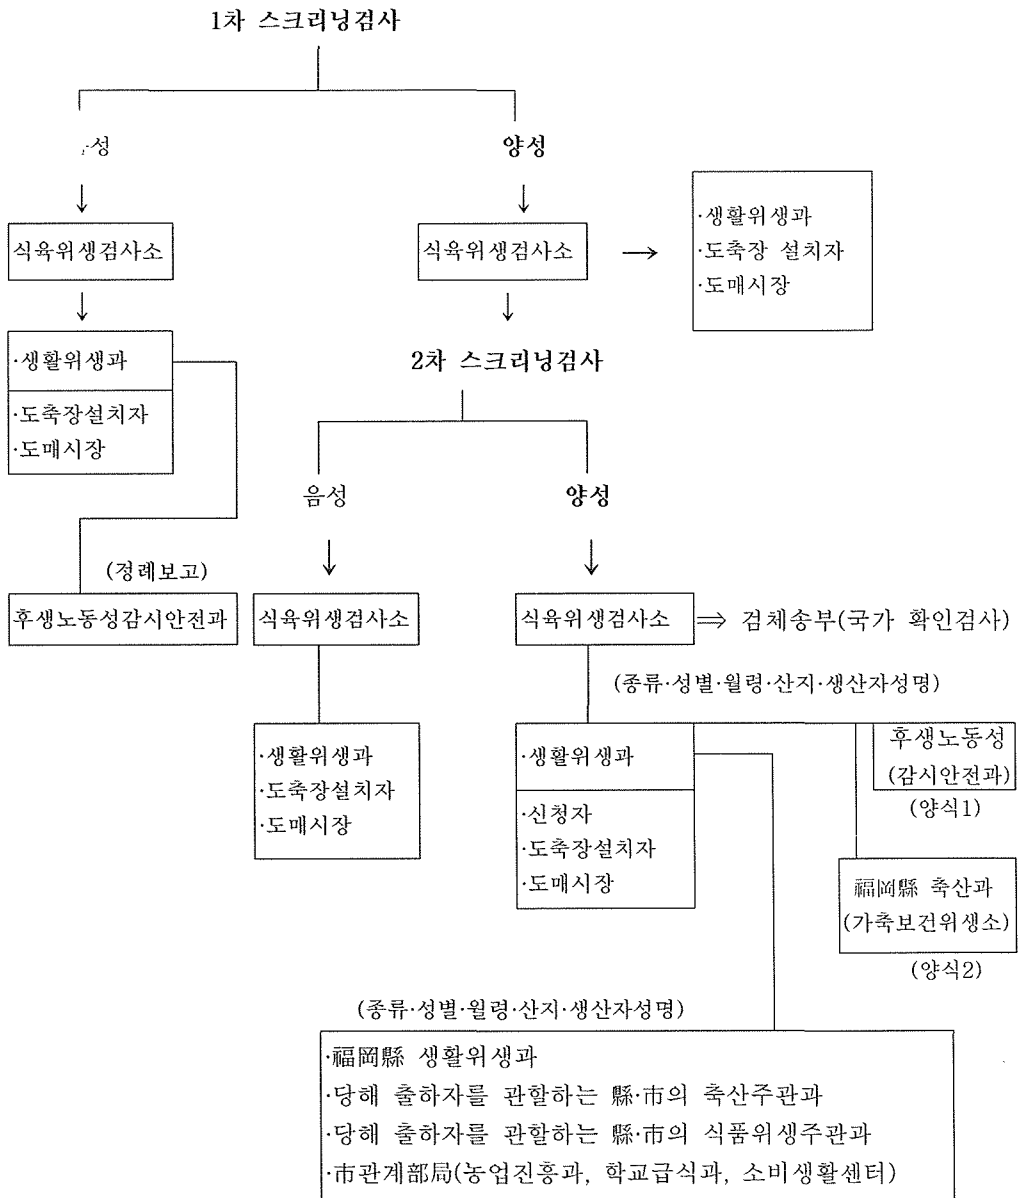 1차 스크리닝검사
양성
식육위생검사소
식육위생검사소
→
·생활위생과
·도축장 설치자
·도매시장
·생활위생과
·도축장설치자
·도매시장
2차 스크리닝검사
음성
양성
(정례보고)
후생노동성감시안전과
식육위생검사소
식육위생검사소
⇒ 검체송부(국가 확인검사)
(종류·성별·월령·산지·생산자성명)
·생활위생과
·도축장설치자
·도매시장
·생활위생과
·신청자
·도축장설치자
·도매시장
후생노동성
(감시안전과)
(양식1)
福岡縣 축산과
(가축보건위생소)
(양식2)
(종류·성별·월령·산지·생산자성명)
·福岡縣 생활위생과
·당해 출하자를 관할하는 縣·市의 축산주관과
·당해 출하자를 관할하는 縣·市의 식품위생주관과
·市관계部局(농업진흥과, 학교급식과, 소비생활센터)